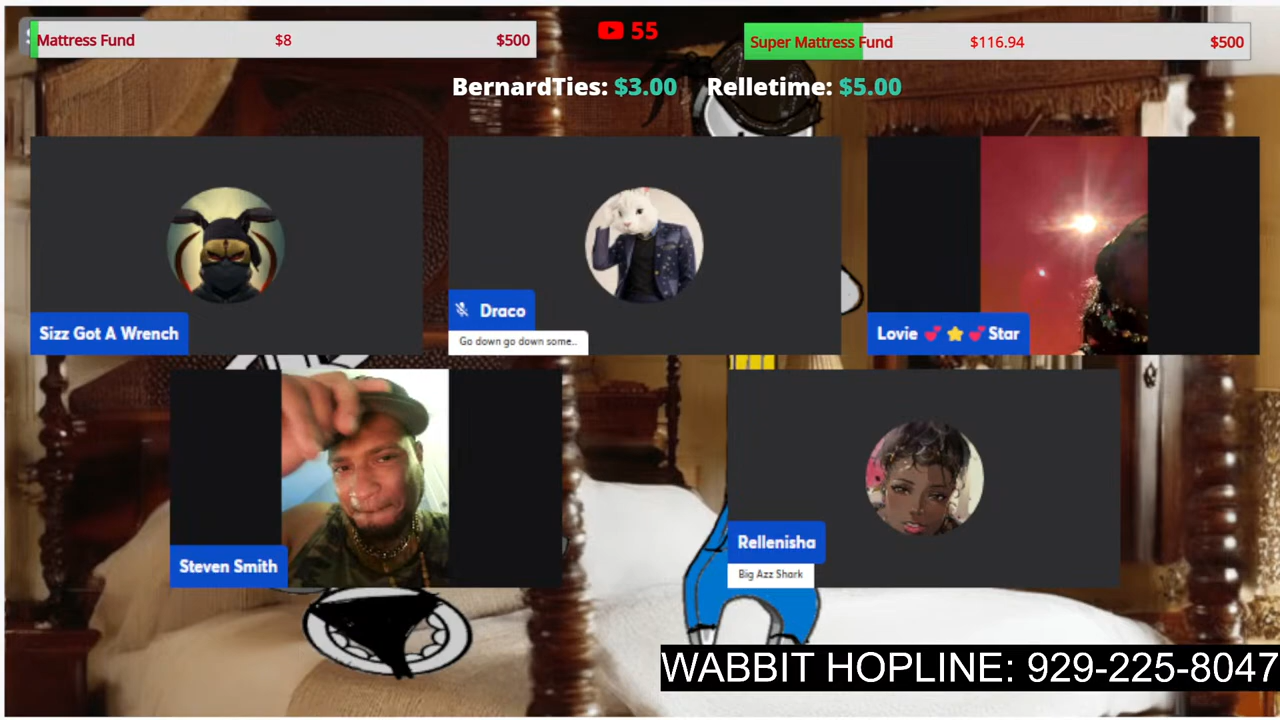 Mattress Fund $8 $500
55
Super Mattress Fund $116.94 $500
BernardTies: $3.00 Relletime: $5.00
Sizz Got A Wrench
Draco
Go down go down some..
Lovie 💕 ⭐ 💕 Star
Steven Smith
Rellenisha
Big Azz Shark
WABBIT HOPLINE: 929-225-8047